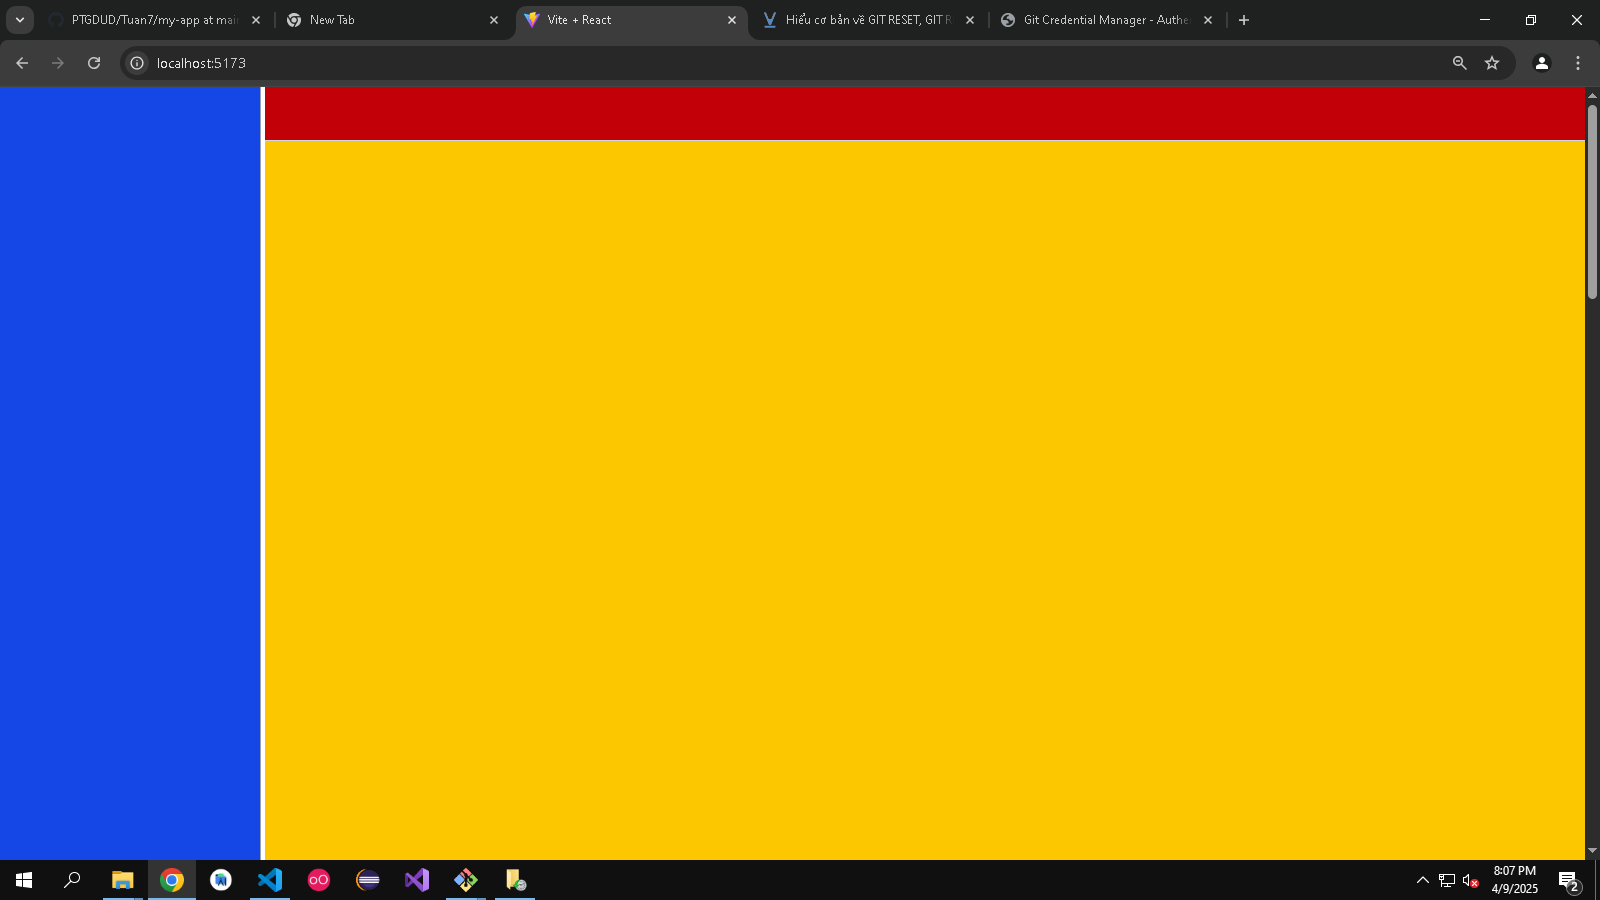 PTGDUD/Tuan7/my-app at mai
New Tab
Vite + React
Hiểu cơ bản về GIT RESET, GIT R
Git Credential Manager - Authe
localhost:5173
8:07 PM
4/9/2025
2